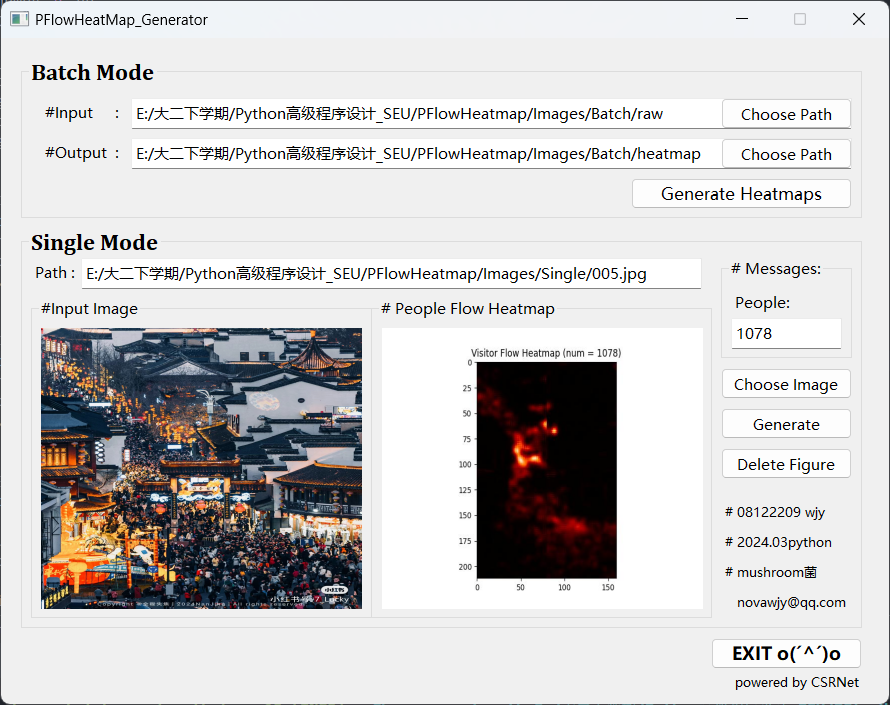 PFlowHeatMap_Generator
Batch Mode
#Input : E:/大二下学期/Python高级程序设计_SEU/PFlowHeatmap/Images/Batch/raw Choose Path
#Output : E:/大二下学期/Python高级程序设计_SEU/PFlowHeatmap/Images/Batch/heatmap Choose Path
Generate Heatmaps
Single Mode
Path : E:/大二下学期/Python高级程序设计_SEU/PFlowHeatmap/Images/Single/005.jpg
#Input Image
小红书
# People Flow Heatmap
Visitor Flow Heatmap (num = 1078)
0
25
50
75
100
125
150
175
200
0 50 100 150
# Messages:
People:
1078
Choose Image
Generate
Delete Figure
# 08122209 wjy
# 2024.03python
# mushroom菌
novawjy@qq.com
EXIT o(´^´)o
powered by CSRNet